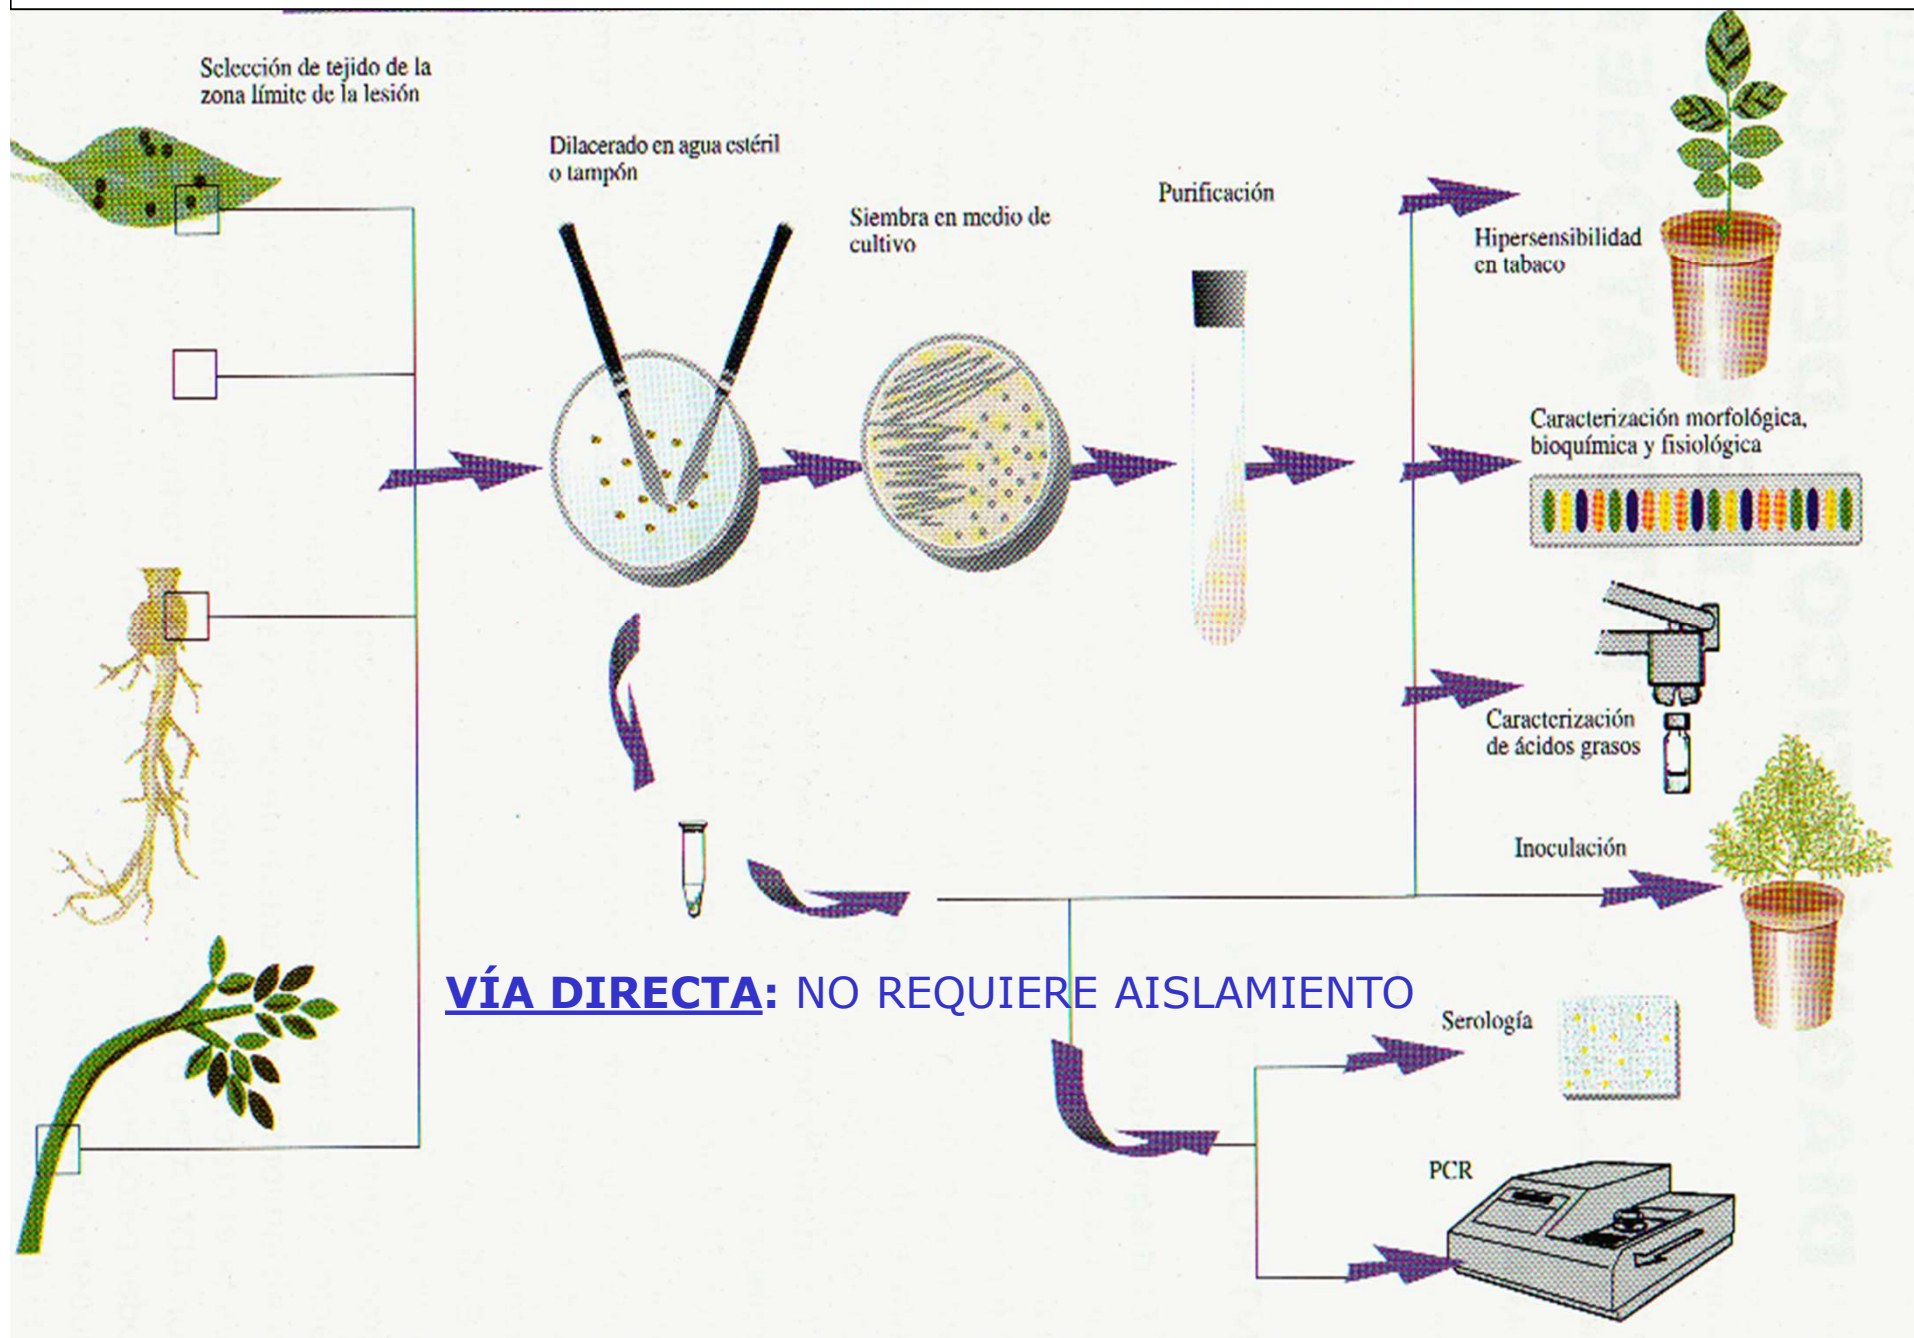 Selección de tejido de la
zona límite de la lesión
Dilacerado en agua estéril
o tampón
Siembra en medio de
cultivo
Purificación
Hipersensibilidad
en tabaco
Caracterización morfológica,
bioquímica y fisiológica
Caracterización
de ácidos grasos
Inoculación
VÍA DIRECTA: NO REQUIERE AISLAMIENTO
Serología
PCR